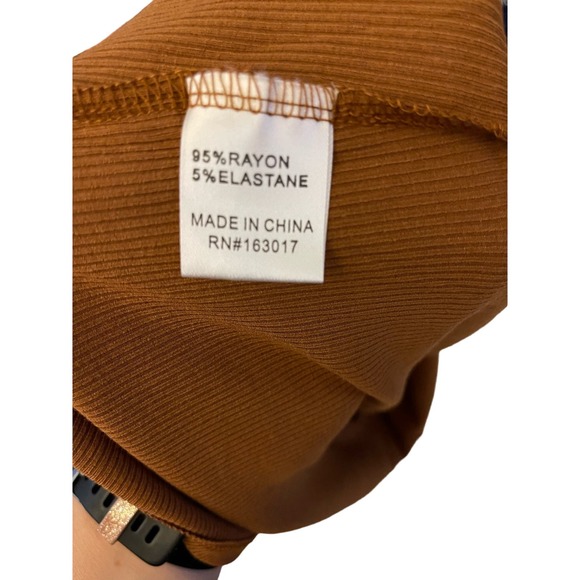 95%RAYON
5%ELASTANE
MADE IN CHINA
RN#163017